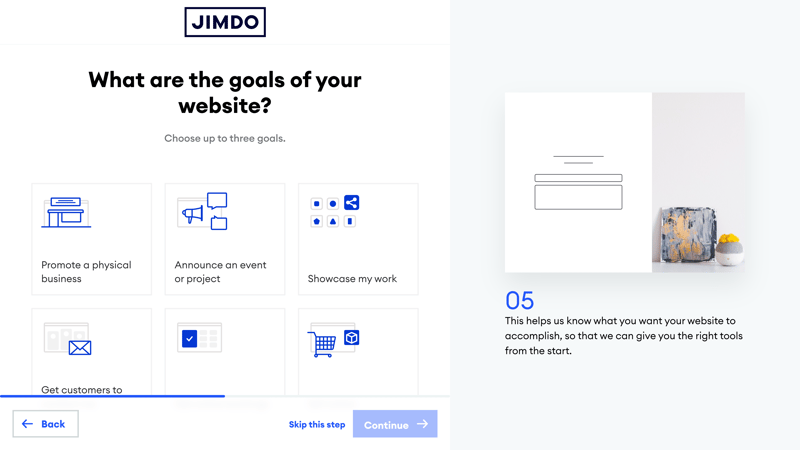 JIMDO
What are the goals of your
website?
Choose up to three goals.
Promote a physical
business
Announce an event
or project
Showcase my work
Get customers to
Back
Skip this step
Continue
05
This helps us know what you want your website to
accomplish, so that we can give you the right tools
from the start.